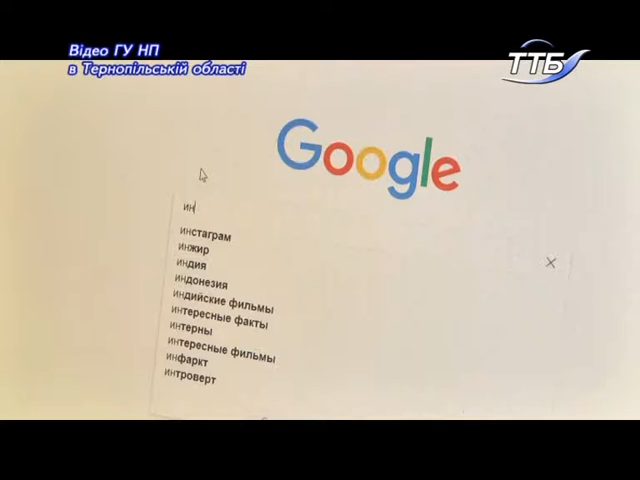 Відео ГУ НП
в Тернопільській області
ТТБ
Google
ин
инстаграм
инжир
индия
индонезия
индийские фильмы
интересные факты
интерны
интересные фильмы
инфаркт
интроверт